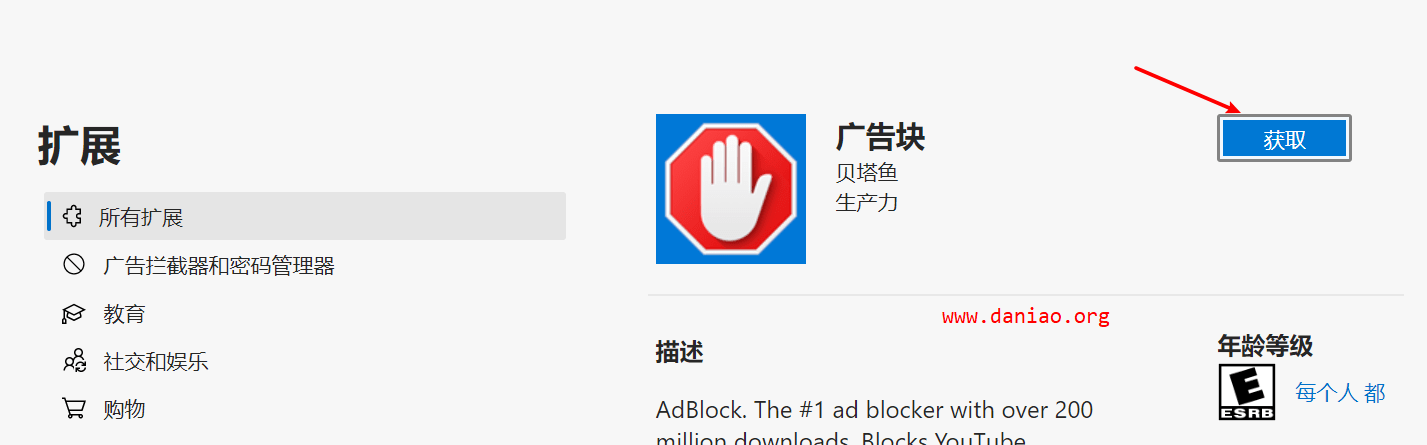 扩展
所有扩展
广告拦截器和密码管理器
教育
社交和娱乐
购物
广告块
贝塔鱼
生产力
获取
www.daniao.org
描述
AdBlock. The #1 ad blocker with over 200
million downloads. Blocks YouTube,
年龄等级
E
ESRB
每个人 都